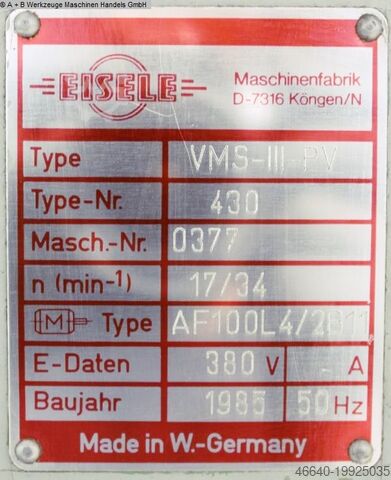 © A + B Werkzeuge Maschinen Handels GmbH
EISELE
Maschinenfabrik
D-7316 Köngen/N
Type VMS-III-PV
Type-Nr. 430
Masch.-Nr. 0377
n (min-1) 17/34
M Type AF100L4/2B11
E-Daten 380 V A
Baujahr 1985 50 Hz
Made in W.-Germany
46640-19925035